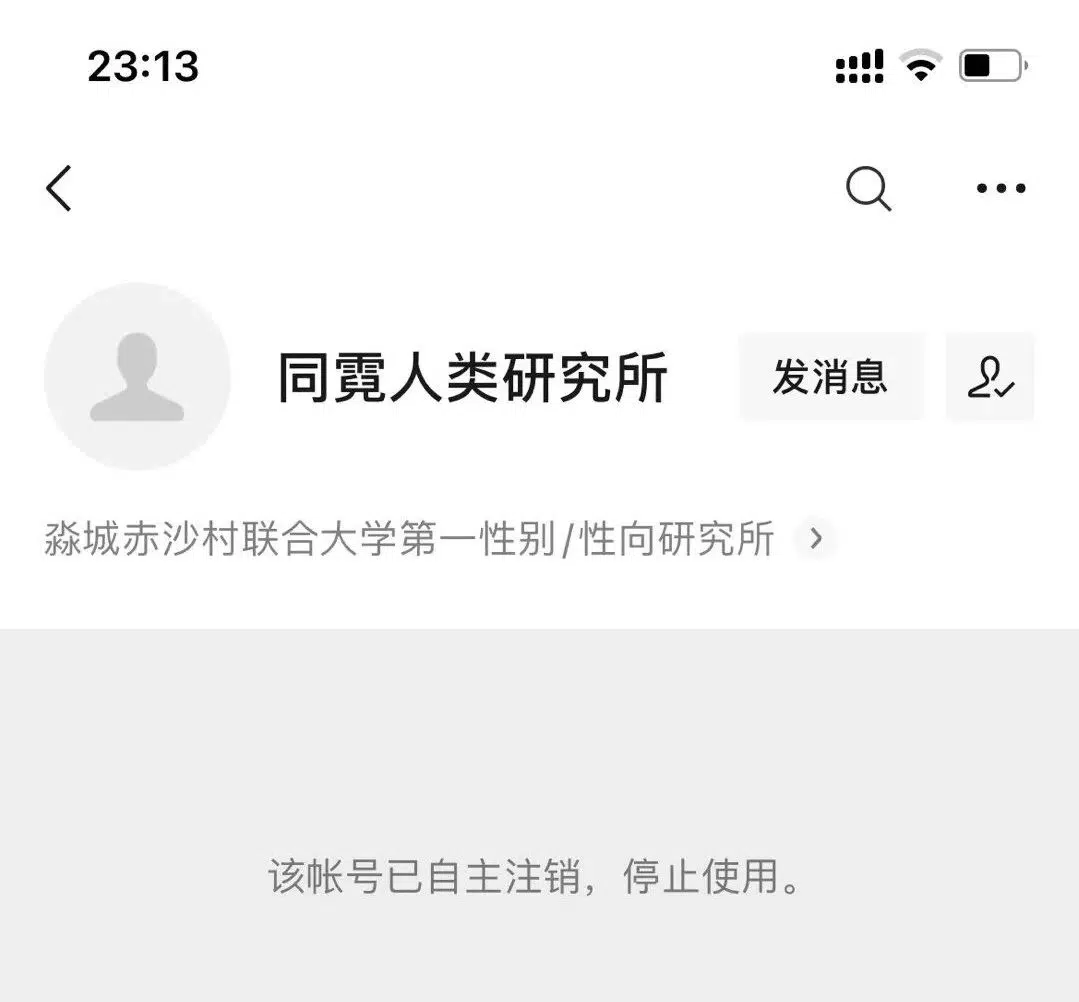 23:13
同霓人类研究所
发消息
淼城赤沙村联合大学第一性别/性向研究所
该帐号已自主注销，停止使用。